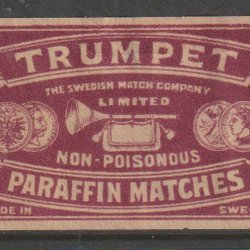 TRUMPET
THE SWEDISH MATCH COMPANY
LIMITED
NON-POISONOUS
PARAFFIN MATCHES
DE IN SWE